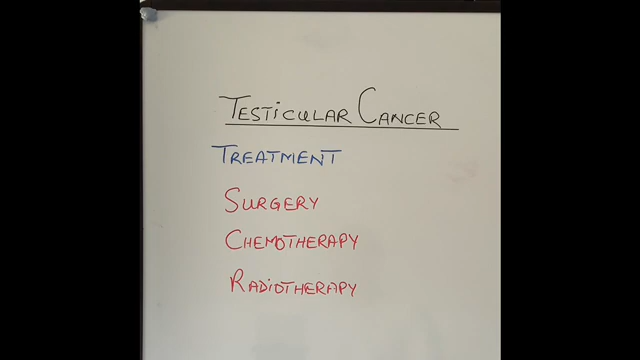 Testicular Cancer
Treatment
Surgery
Chemotherapy
Radiotherapy